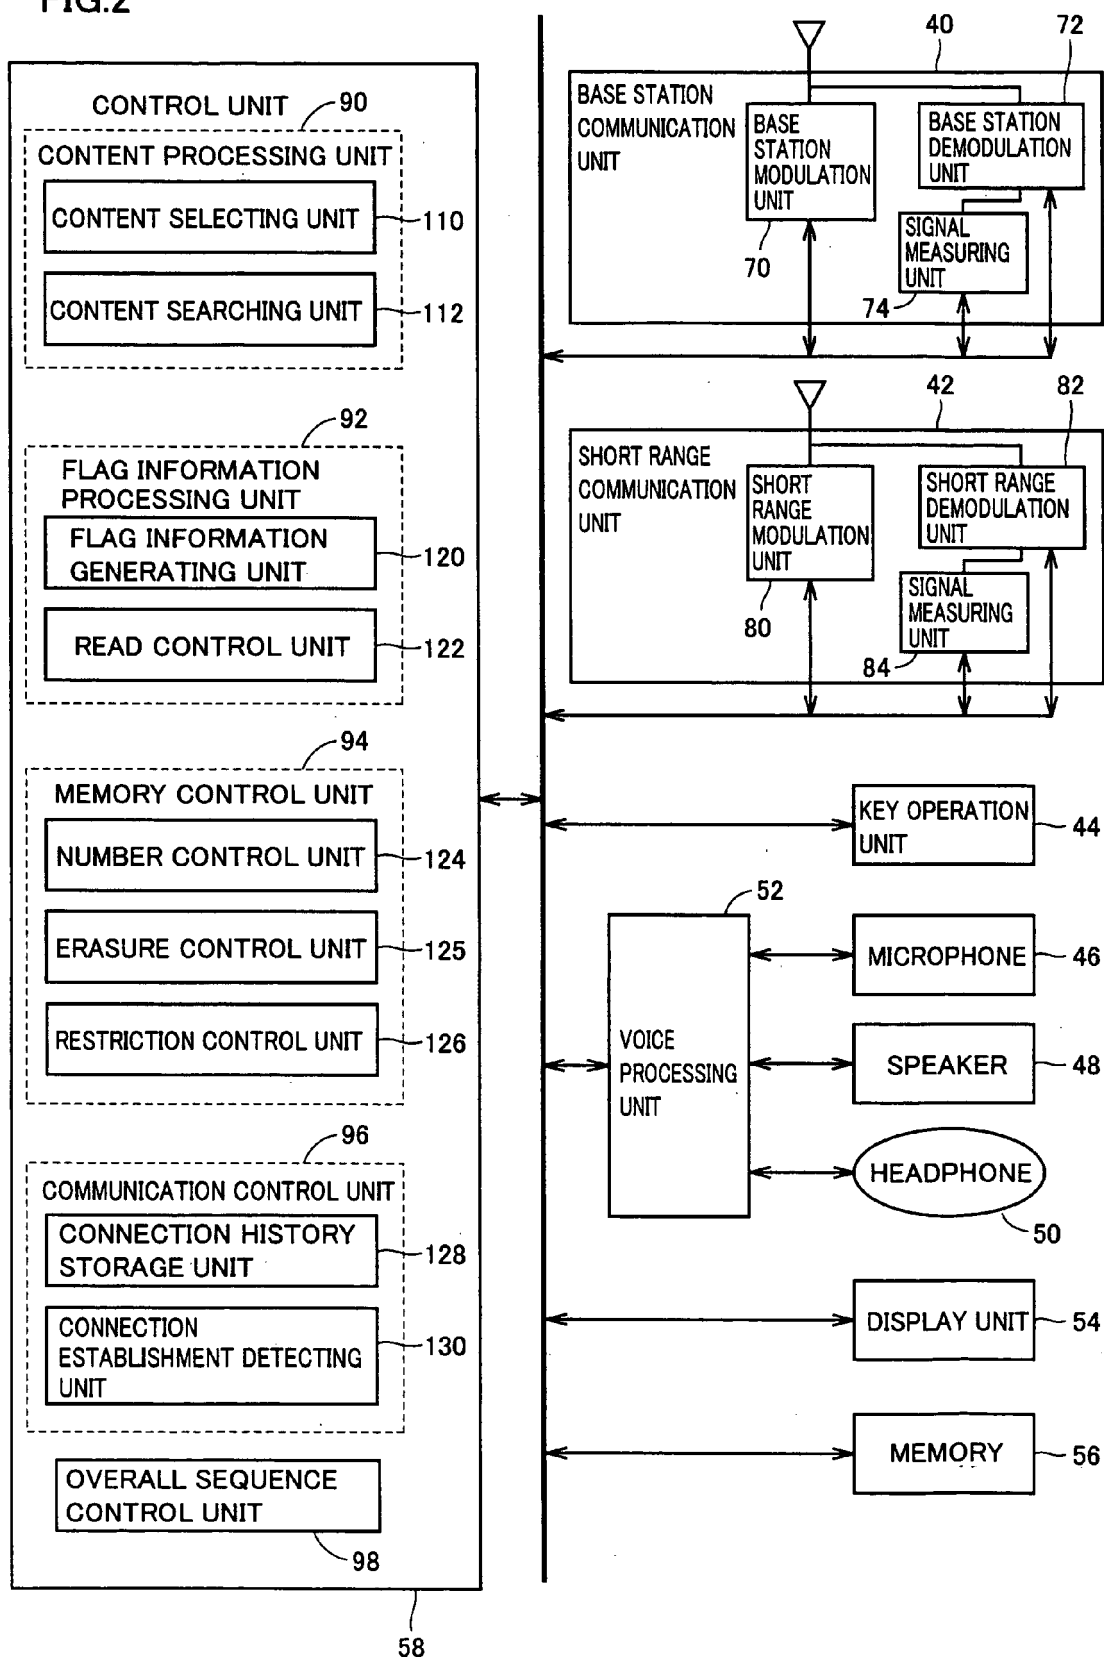 FIG.2
CONTROL UNIT
90
CONTENT PROCESSING UNIT
CONTENT SELECTING UNIT
110
CONTENT SEARCHING UNIT
112
92
FLAG INFORMATION
PROCESSING UNIT
FLAG INFORMATION
GENERATING UNIT
120
READ CONTROL UNIT
122
94
MEMORY CONTROL UNIT
NUMBER CONTROL UNIT
124
ERASURE CONTROL UNIT
125
RESTRICTION CONTROL UNIT
126
96
COMMUNICATION CONTROL UNIT
CONNECTION HISTORY
STORAGE UNIT
128
CONNECTION
ESTABLISHMENT DETECTING
UNIT
130
OVERALL SEQUENCE
CONTROL UNIT
98
58
40
72
BASE STATION
COMMUNICATION
UNIT
BASE
STATION
MODULATION
UNIT
70
BASE STATION
DEMODULATION
UNIT
SIGNAL
MEASURING
UNIT
74
42
82
SHORT RANGE
COMMUNICATION
UNIT
SHORT
RANGE
MODULATION
UNIT
80
SHORT RANGE
DEMODULATION
UNIT
SIGNAL
MEASURING
UNIT
84
KEY OPERATION
UNIT
44
52
VOICE
PROCESSING
UNIT
MICROPHONE
46
SPEAKER
48
HEADPHONE
50
DISPLAY UNIT
54
MEMORY
56